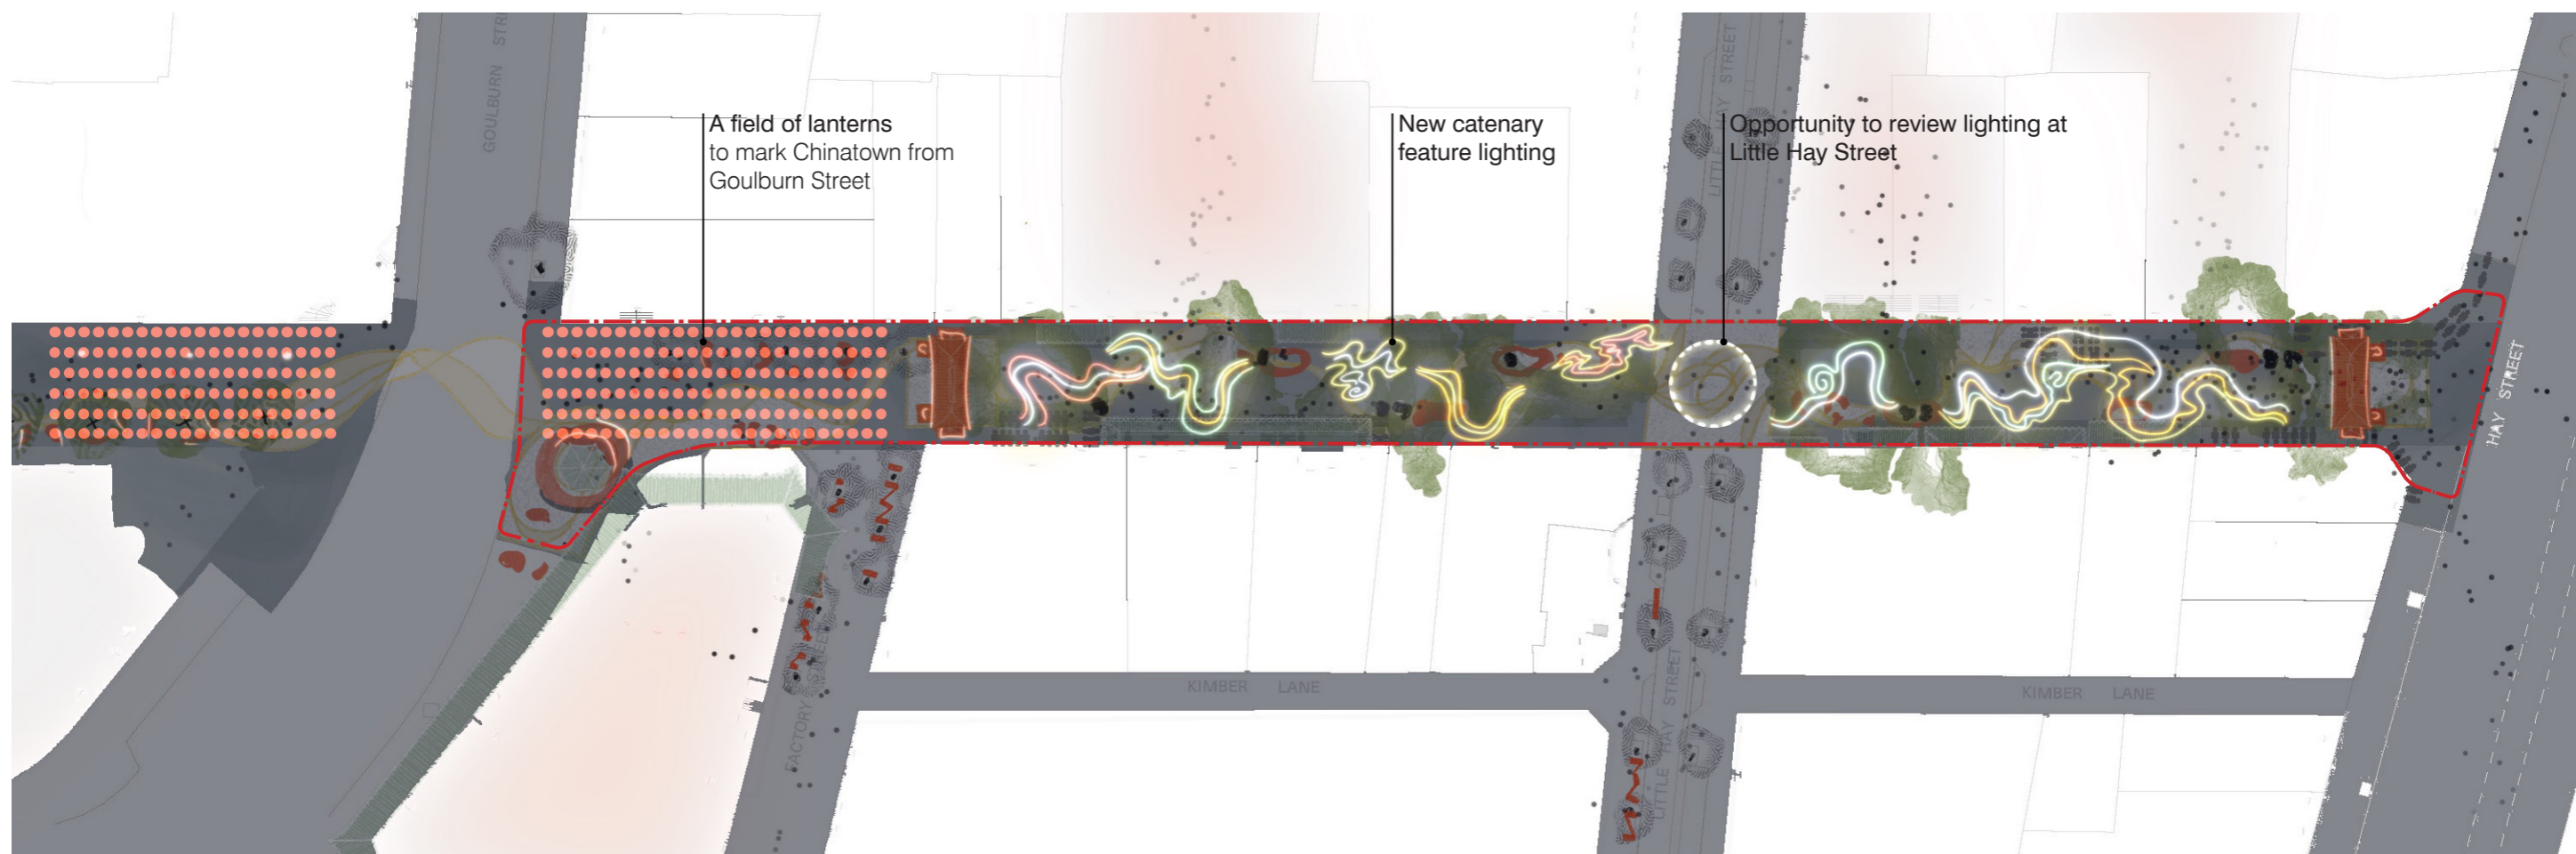 GOULBURN STR
LITTLE HAY STREET
A field of lanterns
to mark Chinatown from
Goulburn Street
New catenary
feature lighting
Opportunity to review lighting at
Little Hay Street
HAY STREET
KIMBER LANE
KIMBER LANE
FACTORY STREET
LITTLE HAY STREET